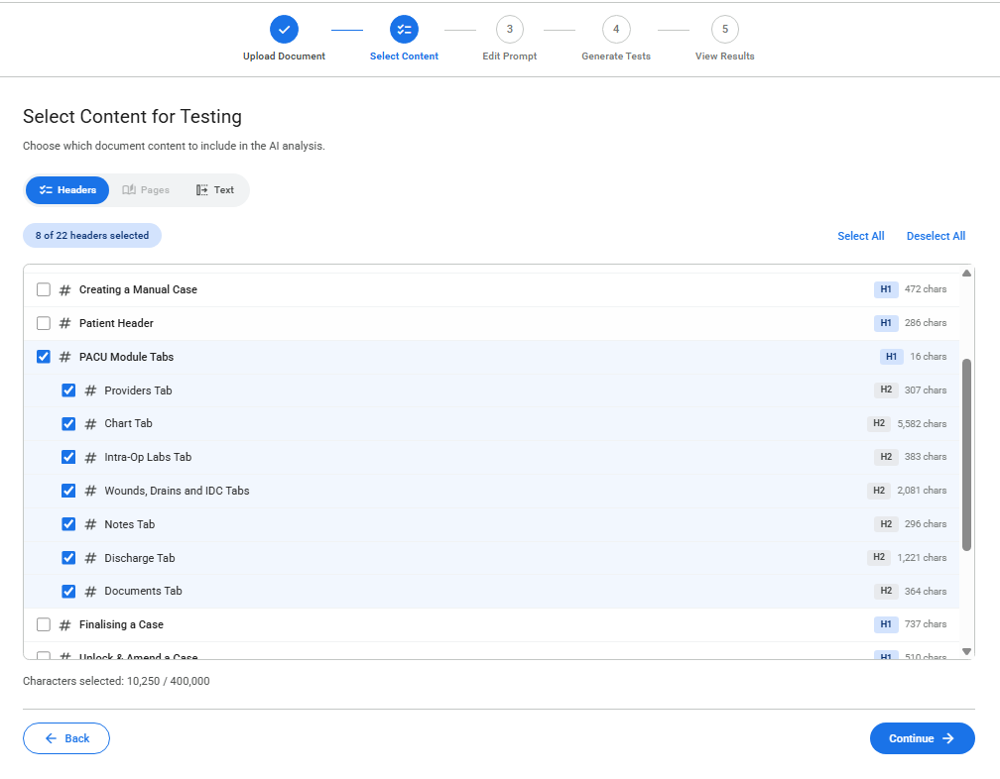 3 4 5
Upload Document Select Content Edit Prompt Generate Tests View Results
Select Content for Testing
Choose which document content to include in the AI analysis.
Headers Pages Text
8 of 22 headers selected Select All Deselect All
# Creating a Manual Case H1 472 chars
# Patient Header H1 286 chars
# PACU Module Tabs H1 16 chars
# Providers Tab H2 307 chars
# Chart Tab H2 5,582 chars
# Intra-Op Labs Tab H2 383 chars
# Wounds, Drains and IDC Tabs H2 2,081 chars
# Notes Tab H2 296 chars
# Discharge Tab H2 1,221 chars
# Documents Tab H2 364 chars
# Finalising a Case H1 737 chars
# Unlock & Amend a Case H1 510 chars
Characters selected: 10,250 / 400,000
Back Continue